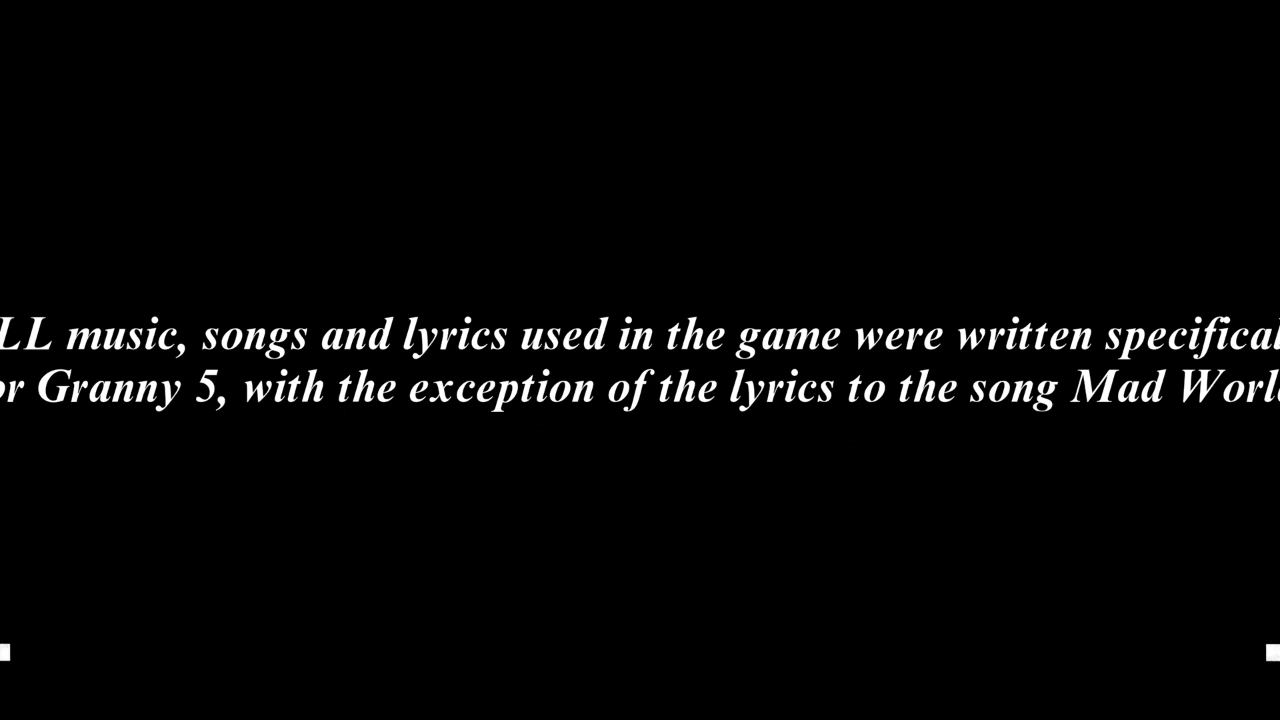 LL music, songs and lyrics used in the game were written specifical
or Granny 5, with the exception of the lyrics to the song Mad Worl